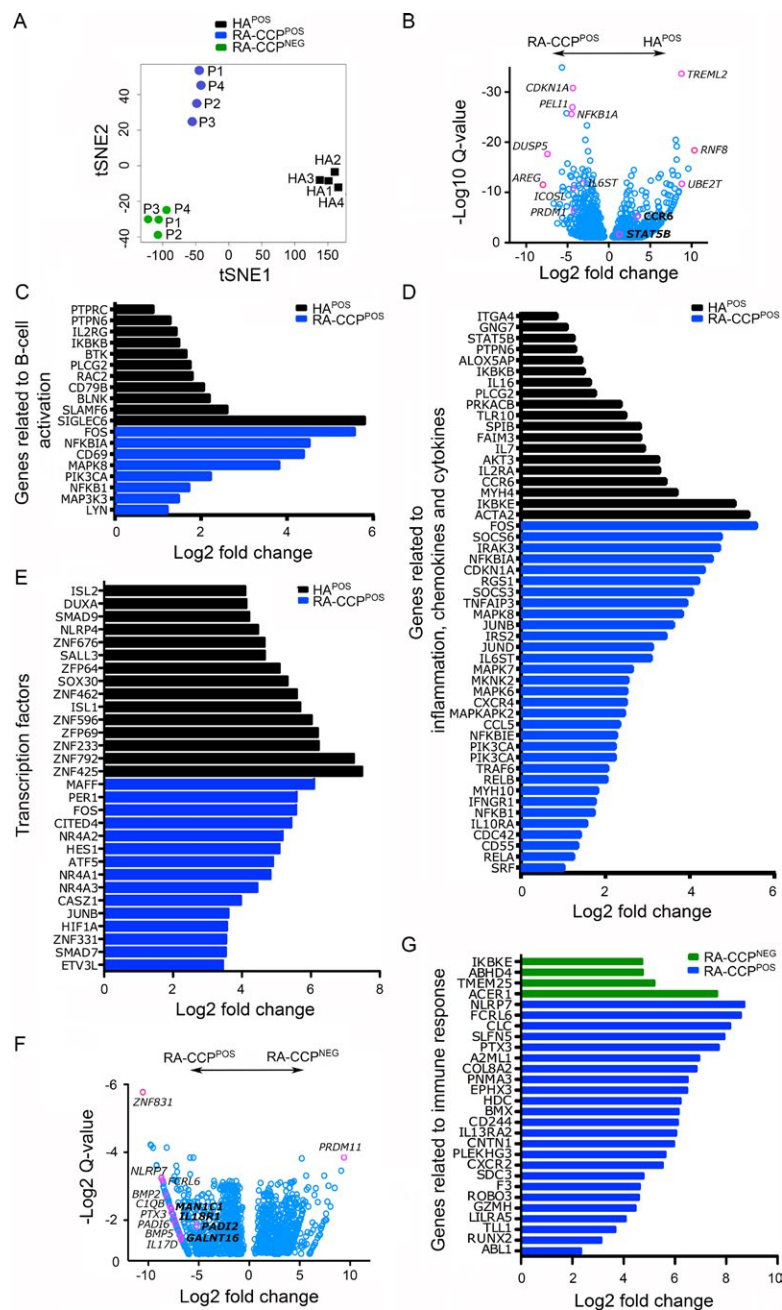 A
HAPOS
RA-CCPPOS
RA-CCPNEG
tSNE2
40
20
0
-20
-40
P1
P4
P2
P3
HA2
HA3
HA1
HA4
P3
P4
P1
P2
-100
-50
0
50
100
150
tSNE1
B
RA-CCPPOS
HAPOS
-Log10 Q-value
-30
-20
-10
0
TREML2
CDKN1A
PELI1
NFKB1A
DUSP5
RNF8
AREG
IL6ST
UBE2T
ICOSL
PRDM1
CCR6
STAT5B
-10
-5
0
5
10
Log2 fold change
C
HAPOS
RA-CCPPOS
Genes related to B-cell
activation
PTPRC
PTPN6
IL2RG
IKBKB
BTK
PLCG2
RAC2
CD79B
BLNK
SLAMF6
SIGLEC6
FOS
NFKBIA
CD69
MAPK8
PIK3CA
NFKB1
MAP3K3
LYN
0
2
4
6
Log2 fold change
D
HAPOS
RA-CCPPOS
Genes related to
inflammation, chemokines and cytokines
ITGA4
GNG7
STAT5B
PTPN6
ALOX5AP
IKBKB
IL16
PLCG2
PRKACB
TLR10
SPIB
FAIM3
IL7
AKT3
IL2RA
CCR6
MYH4
IKBKE
ACTA2
FOS
SOCS6
IRAK3
NFKBIA
CDKN1A
RGS1
SOCS3
TNFAIP3
MAPK8
JUNB
IRS2
JUND
IL6ST
MAPK7
MKNK2
MAPK6
CXCR4
MAPKAPK2
CCL5
NFKBIE
PIK3CA
PIK3CA
TRAF6
RELB
MYH10
IFNGR1
NFKB1
IL10RA
CDC42
CD55
RELA
SRF
0
2
4
6
Log2 fold change
E
HAPOS
RA-CCPPOS
Transcription factors
ISL2
DUXA
SMAD9
NLRP4
ZNF676
SALL3
ZFP64
SOX30
ZNF462
ISL1
ZNF596
ZFP69
ZNF233
ZNF792
ZNF425
MAFF
PER1
FOS
CITED4
NR4A2
HES1
ATF5
NR4A1
NR4A3
CASZ1
JUNB
HIF1A
ZNF331
SMAD7
ETV3L
0
2
4
6
8
Log2 fold change
F
RA-CCPPOS
RA-CCPNEG
-Log2 Q-value
-6
-4
-2
0
ZNF831
PRDM11
NLRP7
FCRL6
BMP2
C1QB
MAN1C1
PTX3
IL18R1
PADI6
PADI2
BMP5
GALNT16
IL17D
-10
-5
0
5
10
Log2 fold change
G
RA-CCPNEG
RA-CCPPOS
Genes related to immune response
IKBKE
ABHD4
TMEM25
ACER1
NLRP7
FCRL6
CLC
SLFN5
PTX3
A2ML1
COL8A2
PNMA3
EPHX3
HDC
BMX
CD244
IL13RA2
CNTN1
PLEKHG3
CXCR2
SDC3
F3
ROBO3
GZMH
LILRA5
TLL1
RUNX2
ABL1
0
2
4
6
8
10
Log2 fold change